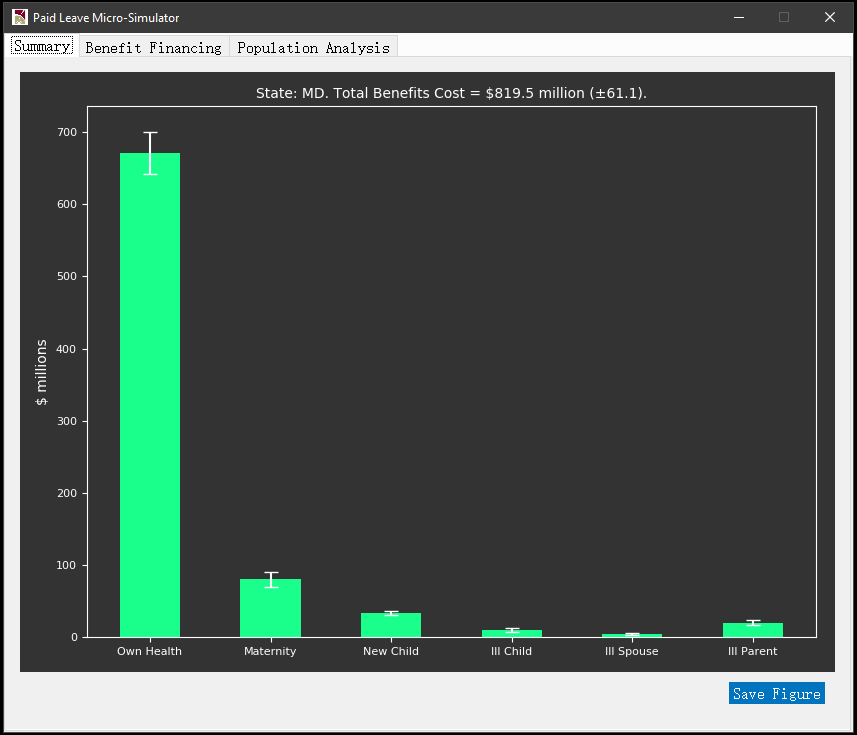 Paid Leave Micro-Simulator
Summary Benefit Financing Population Analysis
State: MD. Total Benefits Cost = $819.5 million (±61.1).
$ millions
700
600
500
400
300
200
100
0
Own Health Maternity New Child Ill Child Ill Spouse Ill Parent
Save Figure